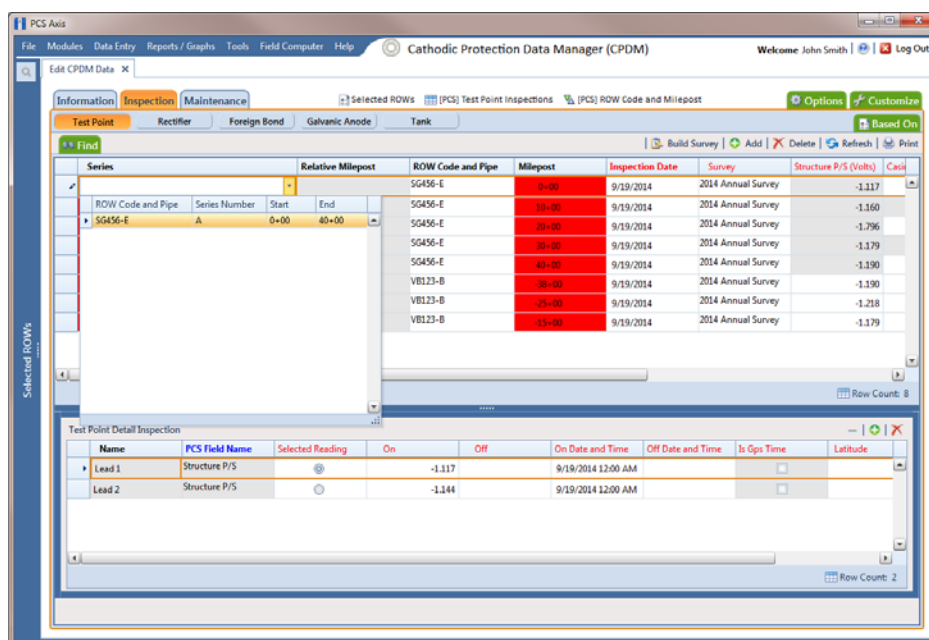 PCS Axis
File Modules Data Entry Reports / Graphs Tools Field Computer Help Cathodic Protection Data Manager (CPDM) Welcome John Smith Log Out
Edit CPDM Data X
Information Inspection Maintenance Selected ROWs [PCS] Test Point Inspections [PCS] ROW Code and Milepost Options Customize
Test Point Rectifier Foreign Bond Galvanic Anode Tank Based On
Find Build Survey Add Delete Refresh Print
Series Relative Milepost ROW Code and Pipe Milepost Inspection Date Survey Structure P/S (Volts) Casi
SG456-E 0+00 9/19/2014 2014 Annual Survey -1.117
ROW Code and Pipe Series Number Start End
SG456-E A 0+00 40+00
SG456-E 10+00 9/19/2014 2014 Annual Survey -1.160
SG456-E 20+00 9/19/2014 2014 Annual Survey -1.796
SG456-E 30+00 9/19/2014 2014 Annual Survey -1.179
SG456-E 40+00 9/19/2014 2014 Annual Survey -1.190
VB123-B -38+00 9/19/2014 2014 Annual Survey -1.190
VB123-B -25+00 9/19/2014 2014 Annual Survey -1.218
VB123-B -15+00 9/19/2014 2014 Annual Survey -1.179
Selected ROWs
Row Count: 8
Test Point Detail Inspection
Name PCS Field Name Selected Reading On Off On Date and Time Off Date and Time Is Gps Time Latitude
Lead 1 Structure P/S -1.117 9/19/2014 12:00 AM
Lead 2 Structure P/S -1.144 9/19/2014 12:00 AM
Row Count: 2